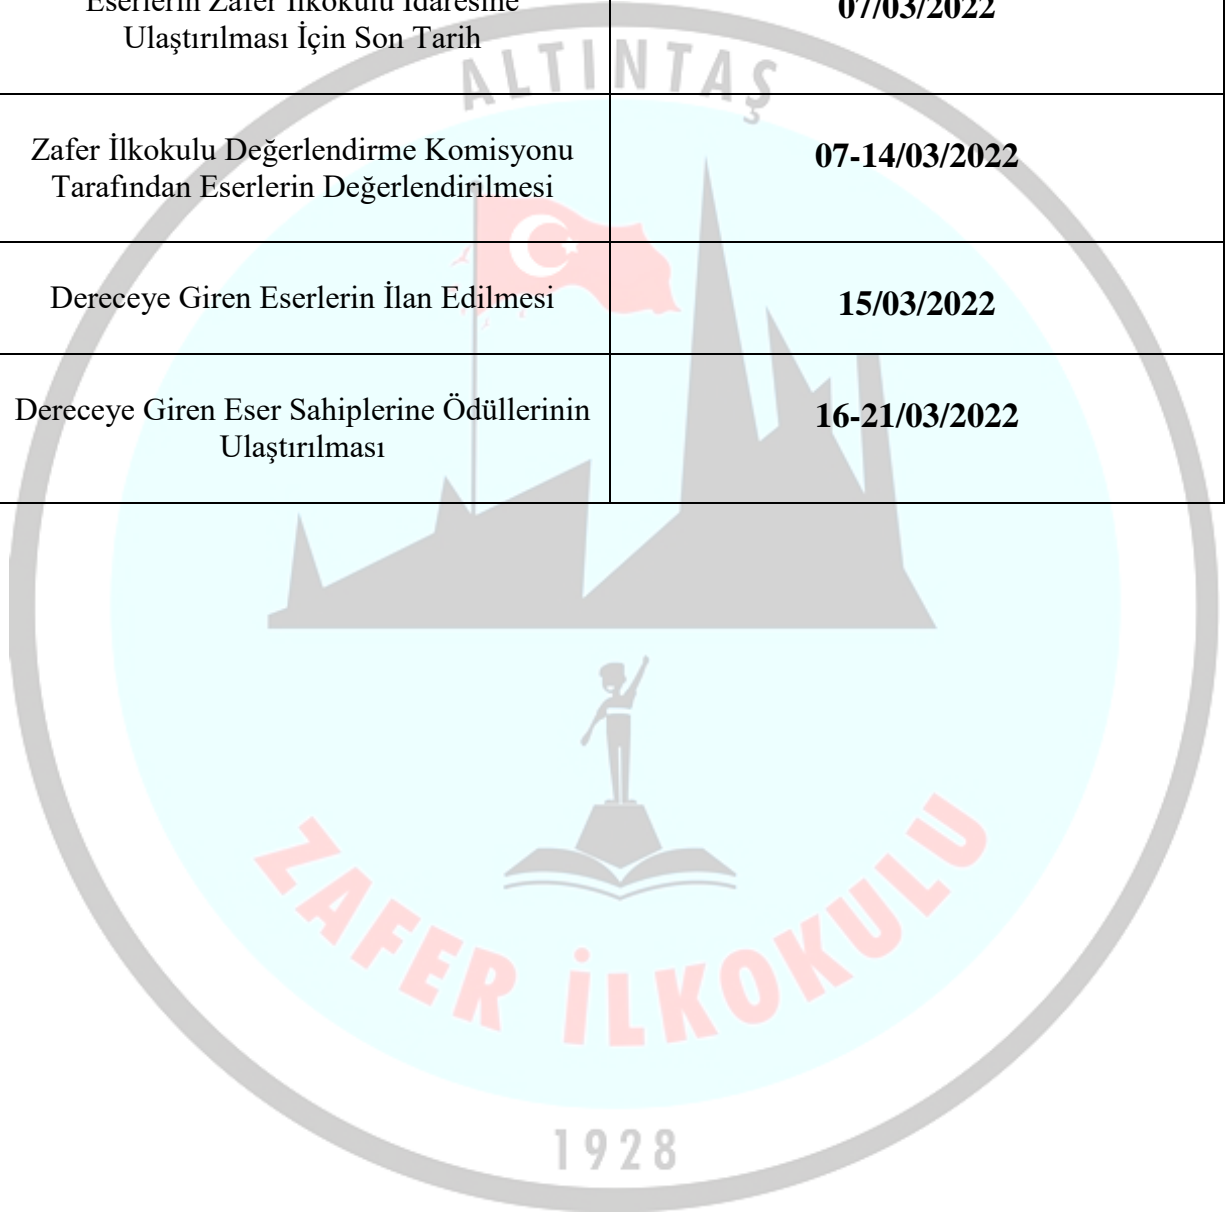 Eserlerin Zafer İlkokulu İdaresine
Ulaştırılması İçin Son Tarih
07/03/2022
ALTINTAŞ
Zafer İlkokulu Değerlendirme Komisyonu
Tarafından Eserlerin Değerlendirilmesi
07-14/03/2022
Dereceye Giren Eserlerin İlan Edilmesi
15/03/2022
Dereceye Giren Eser Sahiplerine Ödüllerinin
Ulaştırılması
16-21/03/2022
ZAFER İLKOKULU
1928